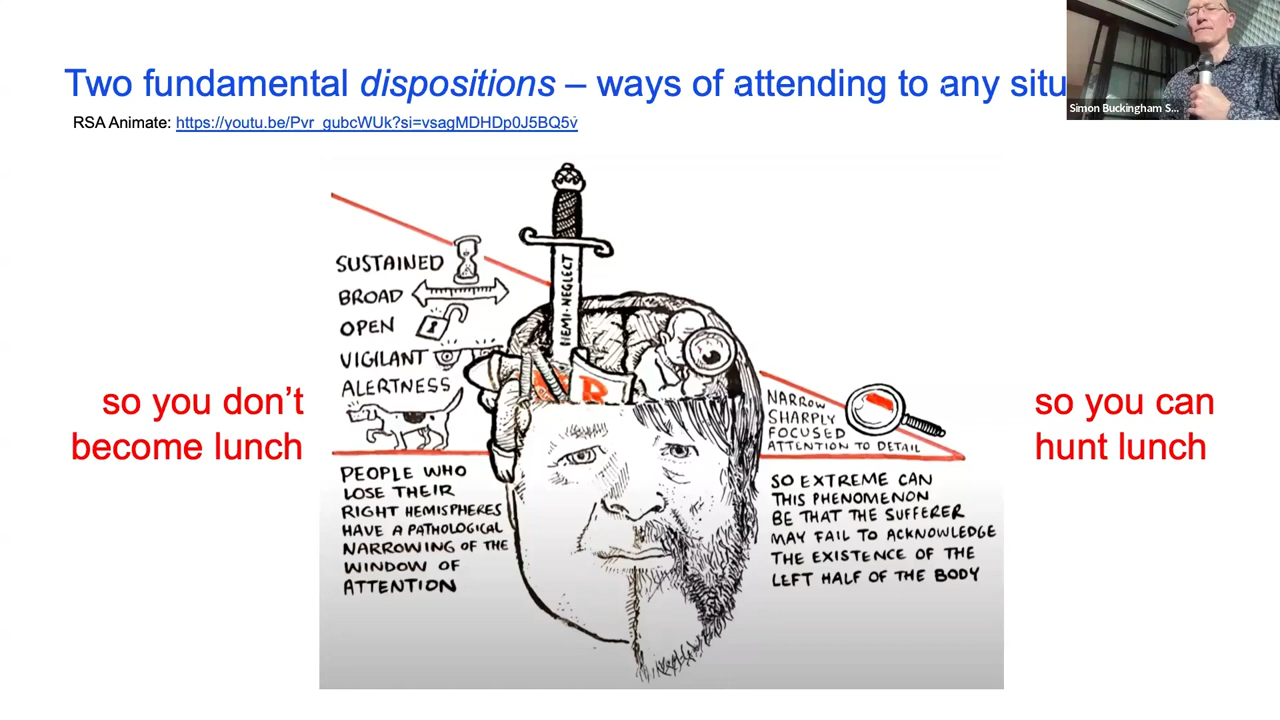 Two fundamental dispositions – ways of attending to any situ
RSA Animate: https://youtu.be/Pvr_gubcWUk?si=vsagMDHDp0J5BQ5v
Simon Buckingham S...
so you don't
become lunch
SUSTAINED
BROAD
OPEN
VIGILANT
ALERTNESS
PEOPLE WHO
LOSE THEIR
RIGHT HEMISPHERES
HAVE A PATHOLOGICAL
NARROWING OF THE
WINDOW OF
ATTENTION
HEMI-NEGLECT
R
NARROW
SHARPLY
FOCUSED
ATTENTION TO DETAIL
SO EXTREME CAN
THIS PHENOMENON
BE THAT THE SUFFERER
MAY FAIL TO ACKNOWLEDGE
THE EXISTENCE OF THE
LEFT HALF OF THE BODY
so you can
hunt lunch